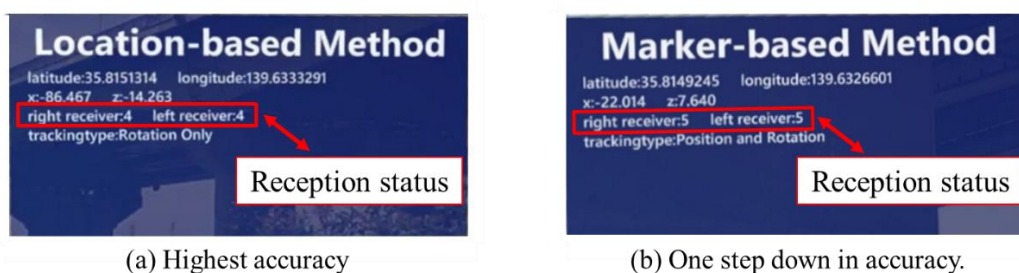 Location-based Method
latitude:35.8151314 longitude:139.6333291
x:-86.467 z:-14.263
right receiver:4 left receiver:4
trackingtype:Rotation Only
Reception status
(a) Highest accuracy
Marker-based Method
latitude:35.8149245 longitude:139.6326601
x:-22.014 z:7.640
right receiver:5 left receiver:5
trackingtype:Position and Rotation
Reception status
(b) One step down in accuracy.